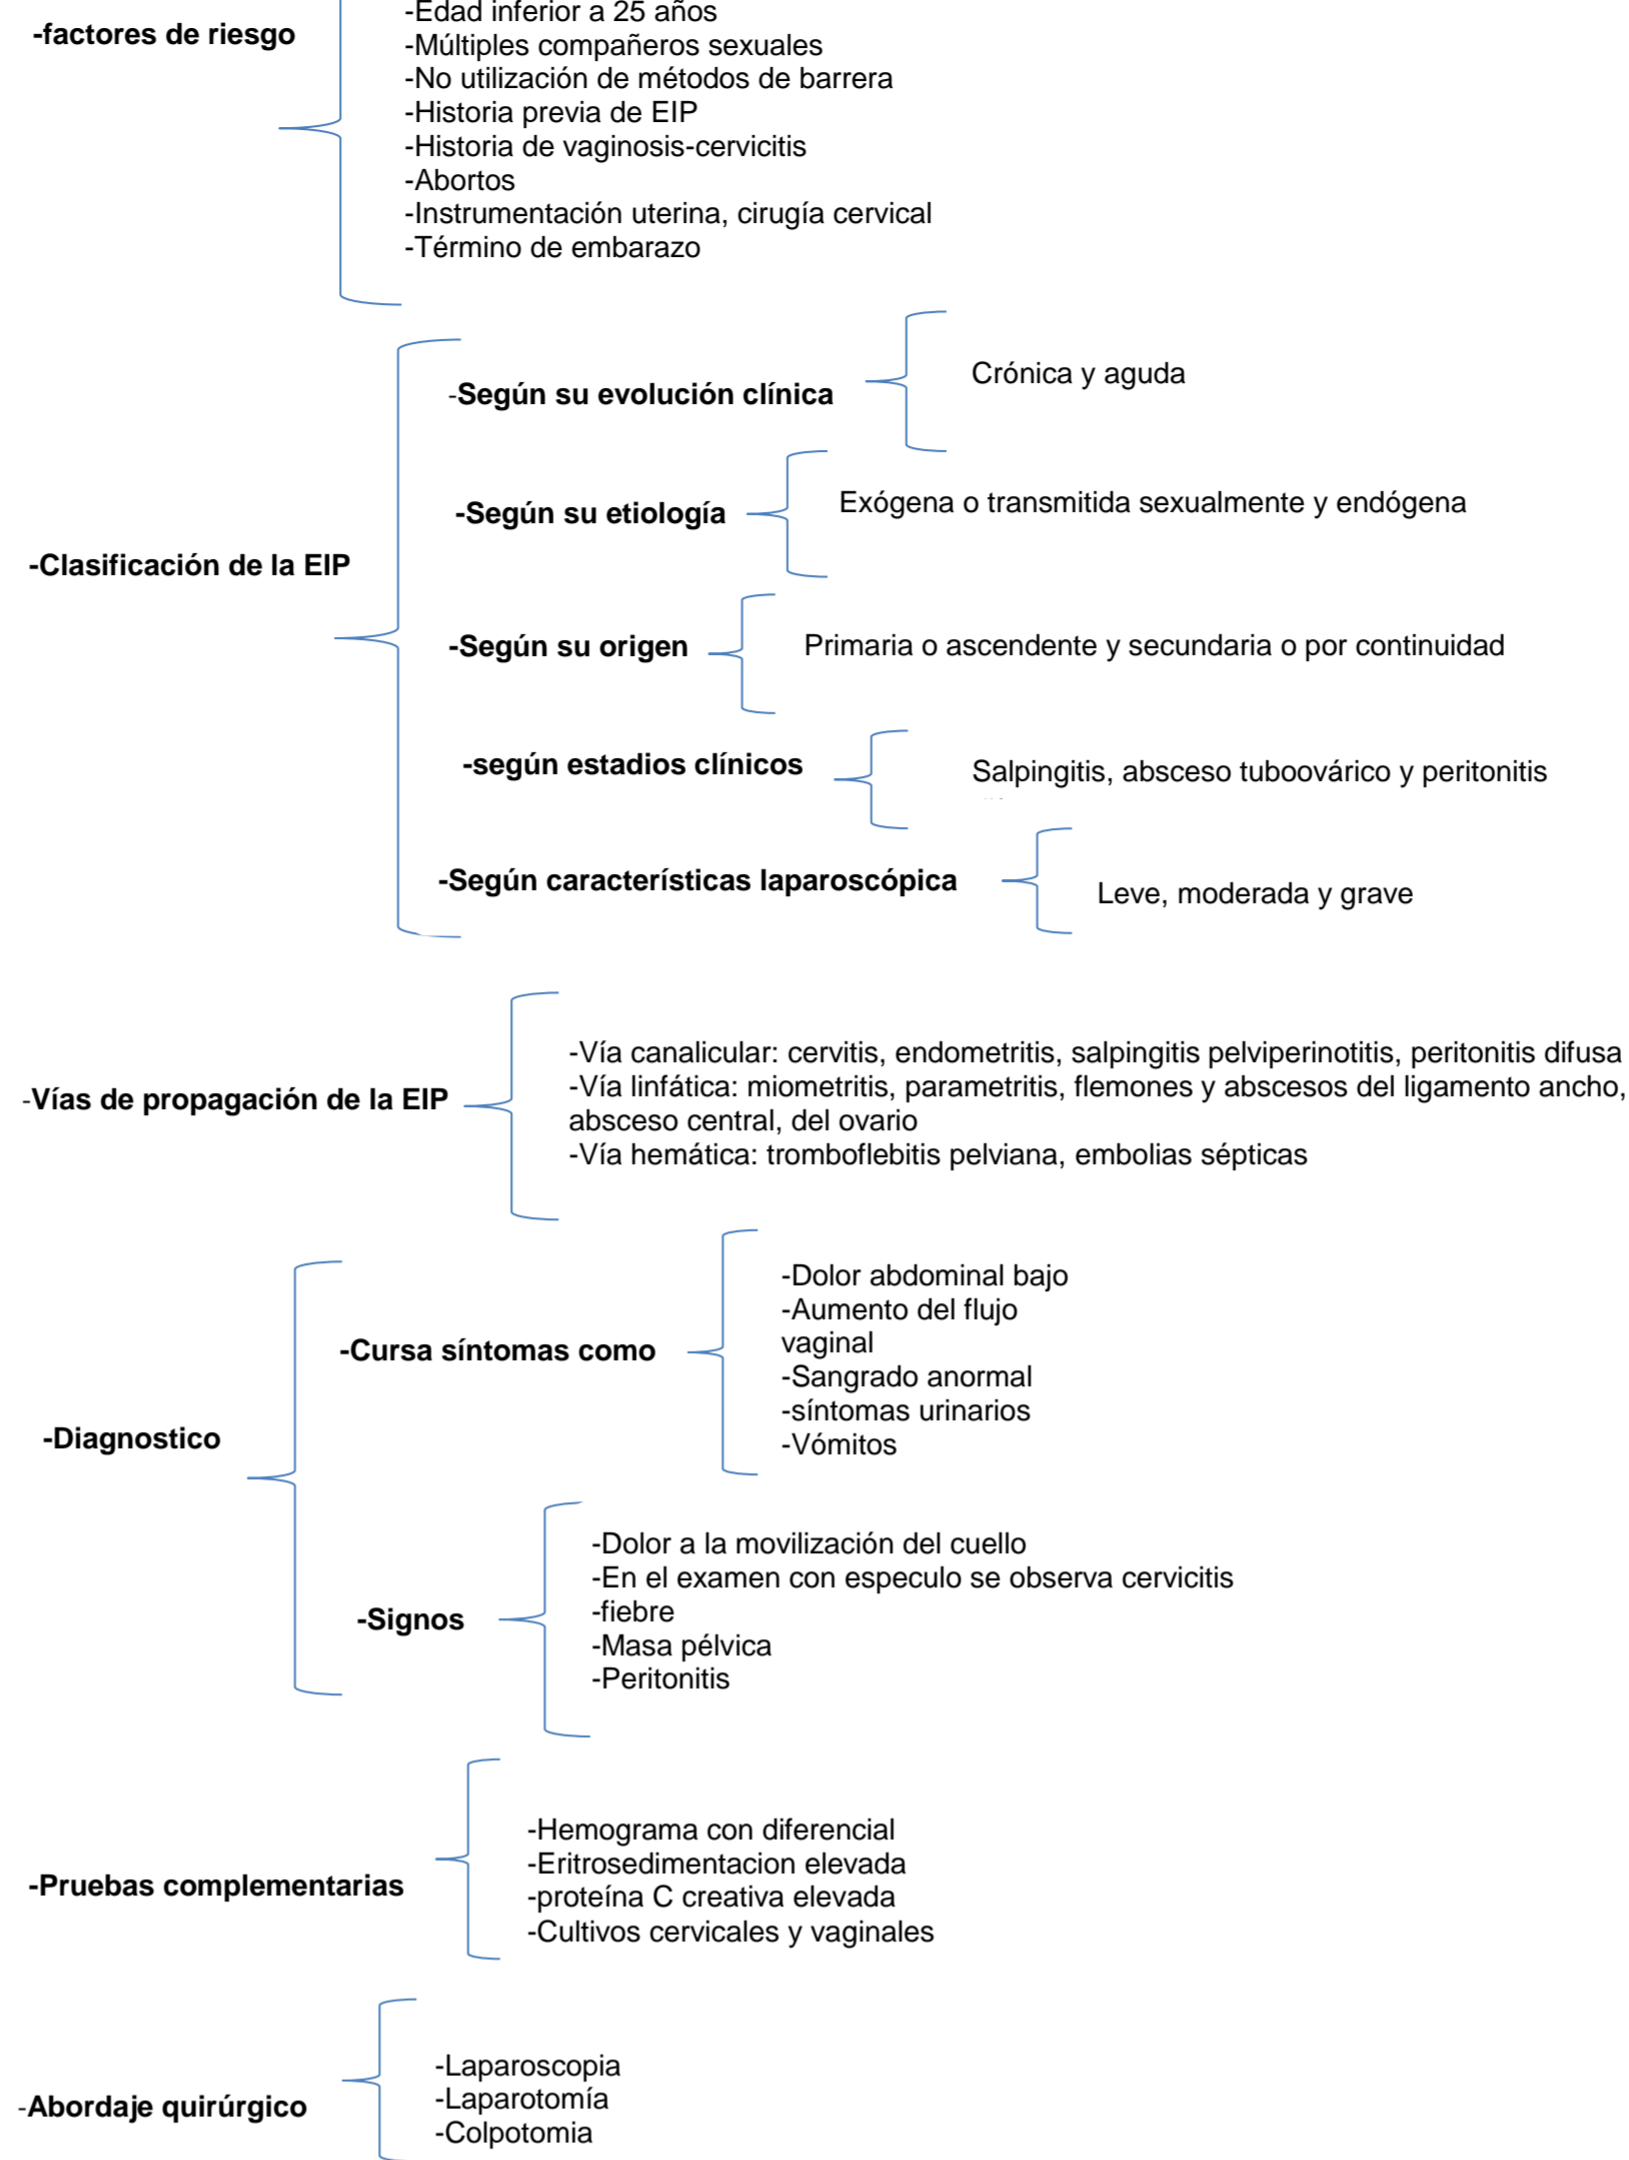 -Edad inferior a 25 años
-factores de riesgo
-Múltiples compañeros sexuales
-No utilización de métodos de barrera
-Historia previa de EIP
-Historia de vaginosis-cervicitis
-Abortos
-Instrumentación uterina, cirugía cervical
-Término de embarazo
-Clasificación de la EIP
-Según su evolución clínica
Crónica y aguda
-Según su etiología
Exógena o transmitida sexualmente y endógena
-Según su origen
Primaria o ascendente y secundaria o por continuidad
-según estadios clínicos
Salpingitis, absceso tuboovárico y peritonitis
-Según características laparoscópica
Leve, moderada y grave
-Vías de propagación de la EIP
-Vía canalicular: cervitis, endometritis, salpingitis pelviperinotitis, peritonitis difusa
-Vía linfática: miometritis, parametritis, flemones y abscesos del ligamento ancho,
absceso central, del ovario
-Vía hemática: tromboflebitis pelviana, embolias sépticas
-Diagnostico
-Cursa síntomas como
-Dolor abdominal bajo
-Aumento del flujo
vaginal
-Sangrado anormal
-síntomas urinarios
-Vómitos
-Signos
-Dolor a la movilización del cuello
-En el examen con especulo se observa cervicitis
-fiebre
-Masa pélvica
-Peritonitis
-Pruebas complementarias
-Hemograma con diferencial
-Eritrosedimentacion elevada
-proteína C creativa elevada
-Cultivos cervicales y vaginales
-Abordaje quirúrgico
-Laparoscopia
-Laparotomía
-Colpotomia